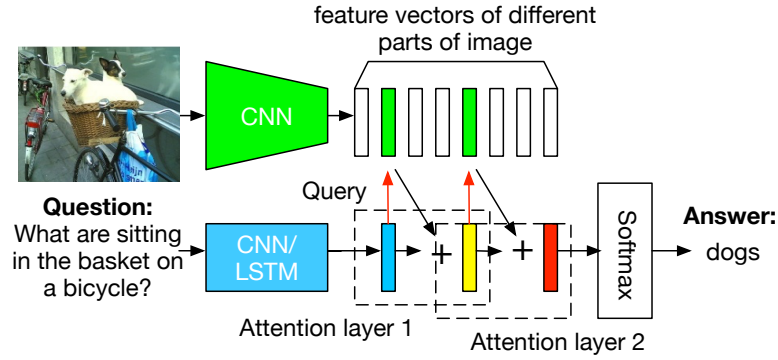 feature vectors of different
parts of image
CNN
Query
Question:
What are sitting
in the basket on
a bicycle?
CNN/
LSTM
+
+
Softmax
Answer:
dogs
Attention layer 1
Attention layer 2